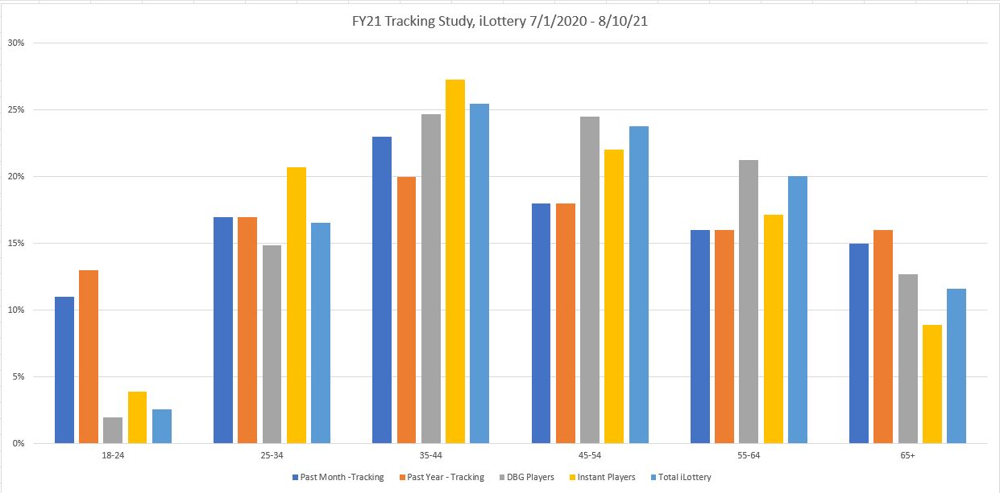 FY21 Tracking Study, iLottery 7/1/2020 - 8/10/21
30%
25%
20%
15%
10%
5%
0%
18-24 25-34 35-44 45-54 55-64 65+
Past Month -Tracking Past Year - Tracking DBG Players Instant Players Total iLottery